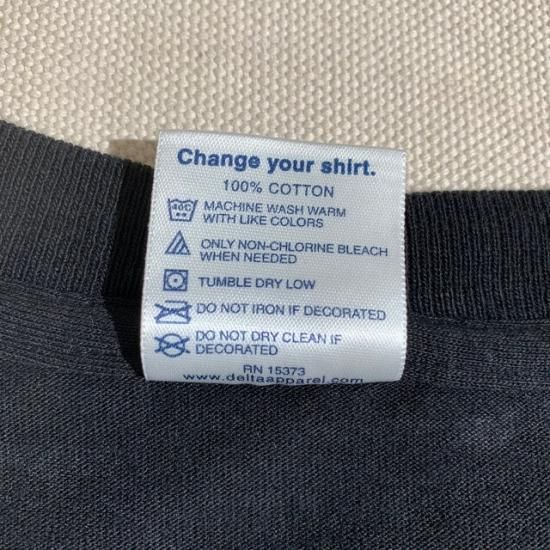 Change your shirt.
100% COTTON
40C
MACHINE WASH WARM
WITH LIKE COLORS
ONLY NON-CHLORINE BLEACH
WHEN NEEDED
TUMBLE DRY LOW
DO NOT IRON IF DECORATED
DO NOT DRY CLEAN IF
DECORATED
RN 15373
www.deltaapparel.com